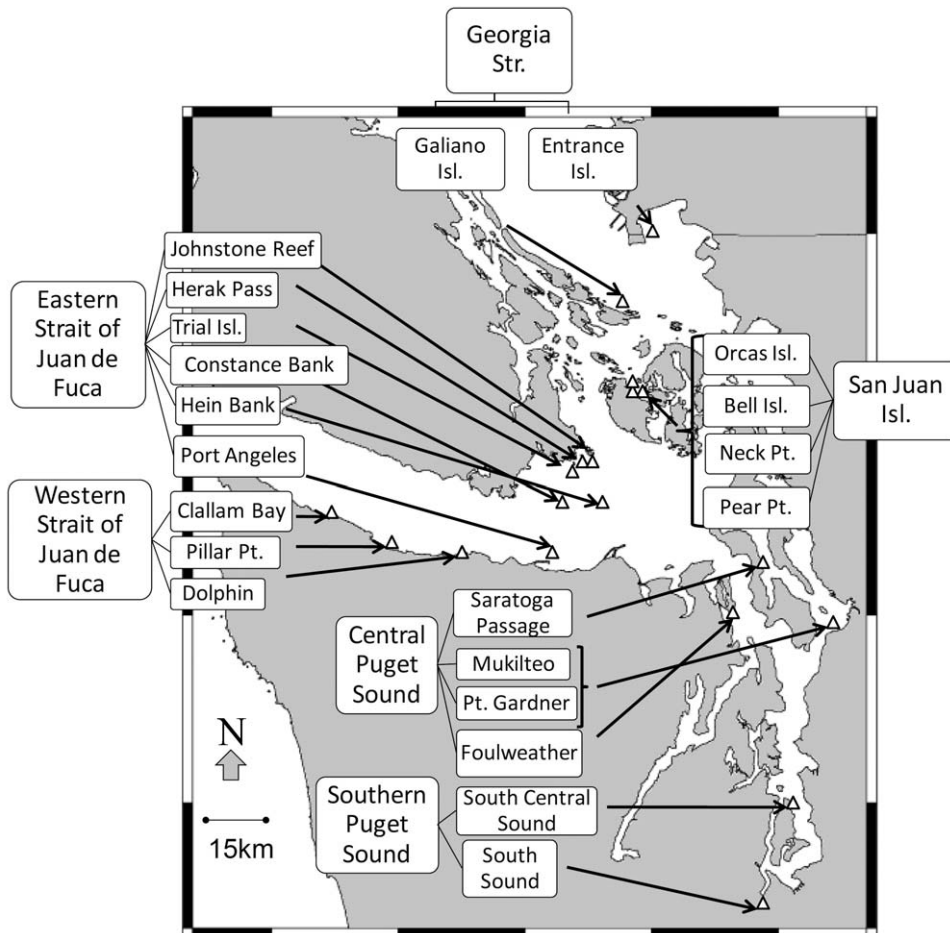 Georgia
Str.
Galiano
Isl.
Entrance
Isl.
Eastern
Strait of
Juan de
Fuca
Johnstone Reef
Herak Pass
Trial Isl.
Constance Bank
Hein Bank
Port Angeles
Orcas Isl.
Bell Isl.
Neck Pt.
Pear Pt.
San Juan
Isl.
Western
Strait of
Juan de
Fuca
Clallam Bay
Pillar Pt.
Dolphin
Central
Puget
Sound
Saratoga
Passage
Mukilteo
Pt. Gardner
Foulweather
N
15km
Southern
Puget
Sound
South Central
Sound
South
Sound